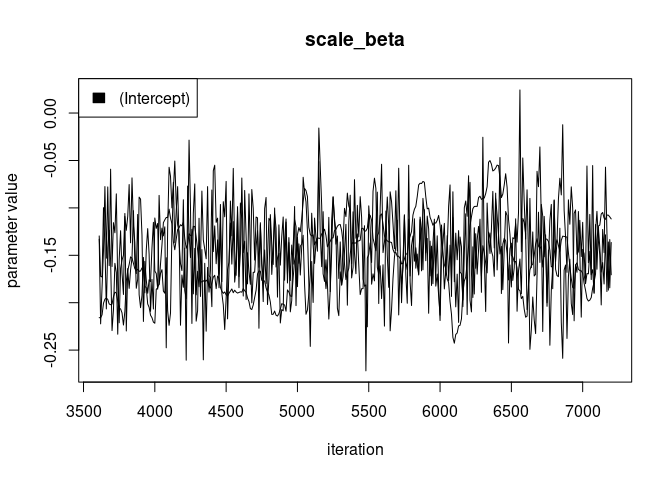 scale_beta
(Intercept)
parameter value
0.00
-0.05
-0.15
-0.25
3500 4000 4500 5000 5500 6000 6500 7000
iteration